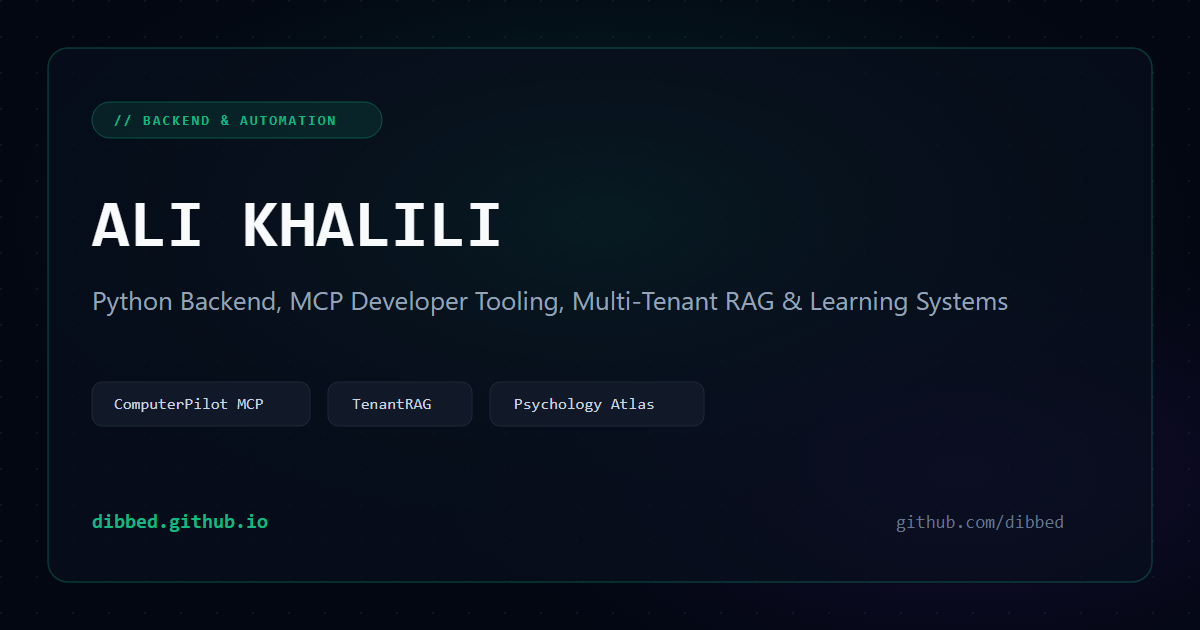 // BACKEND & AUTOMATION
ALI KHALILI
Python Backend, MCP Developer Tooling, Multi-Tenant RAG & Learning Systems
ComputerPilot MCP TenantRAG Psychology Atlas
dibbed.github.io github.com/dibbed